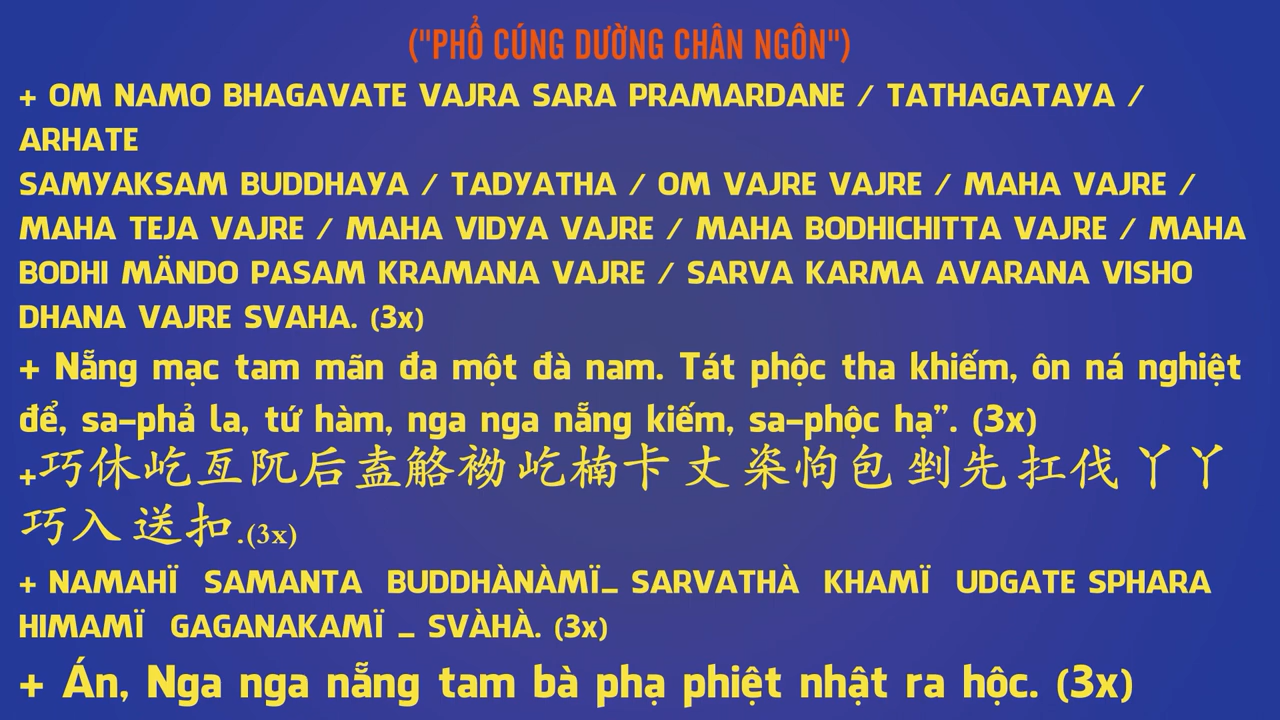 ("PHỔ CÚNG DƯỜNG CHÂN NGÔN")
+ OM NAMO BHAGAVATE VAJRA SARA PRAMARDANE / TATHAGATAYA /
ARHATE
SAMYAKSAM BUDDHAYA / TADYATHA / OM VAJRE VAJRE / MAHA VAJRE /
MAHA TEJA VAJRE / MAHA VIDYA VAJRE / MAHA BODHICHITTA VAJRE / MAHA
BODHI MÄNDO PASAM KRAMANA VAJRE / SARVA KARMA AVARANA VISHO
DHANA VAJRE SVAHA. (3x)
+ Nẵng mạc tam mãn đa một đà nam. Tát phộc tha khiếm, ôn ná nghiệt
để, sa-phả la, tứ hàm, nga nga nẵng kiếm, sa-phộc hạ”. (3x)
+巧休屹亙阢后盍觡袎屹楠卡丈楶恟包剉先扛伐丫丫
巧入送扣.(3x)
+ NAMAHÏ SAMANTA BUDDHÀNÀMÏ_ SARVATHÀ KHAMÏ UDGATE SPHARA
HIMAMÏ GAGANAKAMÏ _ SVÀHÀ. (3x)
+ Án, Nga nga nẵng tam bà phạ phiệt nhật ra hộc. (3x)